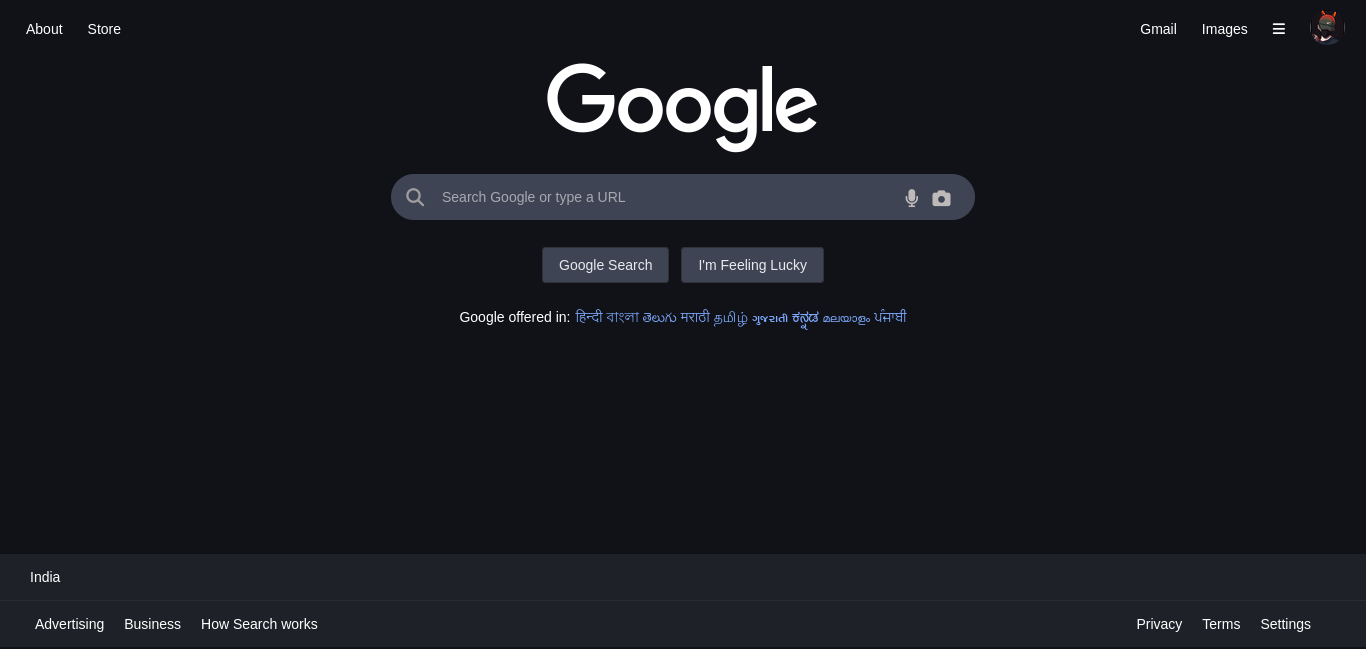 About Store Gmail Images
Google
Search Google or type a URL
Google Search I'm Feeling Lucky
Google offered in: हिन्दी বাংলা తెలుగు मराठी தமிழ் ગુજરાતી ಕನ್ನಡ മലയാളം ਪੰਜਾਬੀ
India
Advertising Business How Search works Privacy Terms Settings